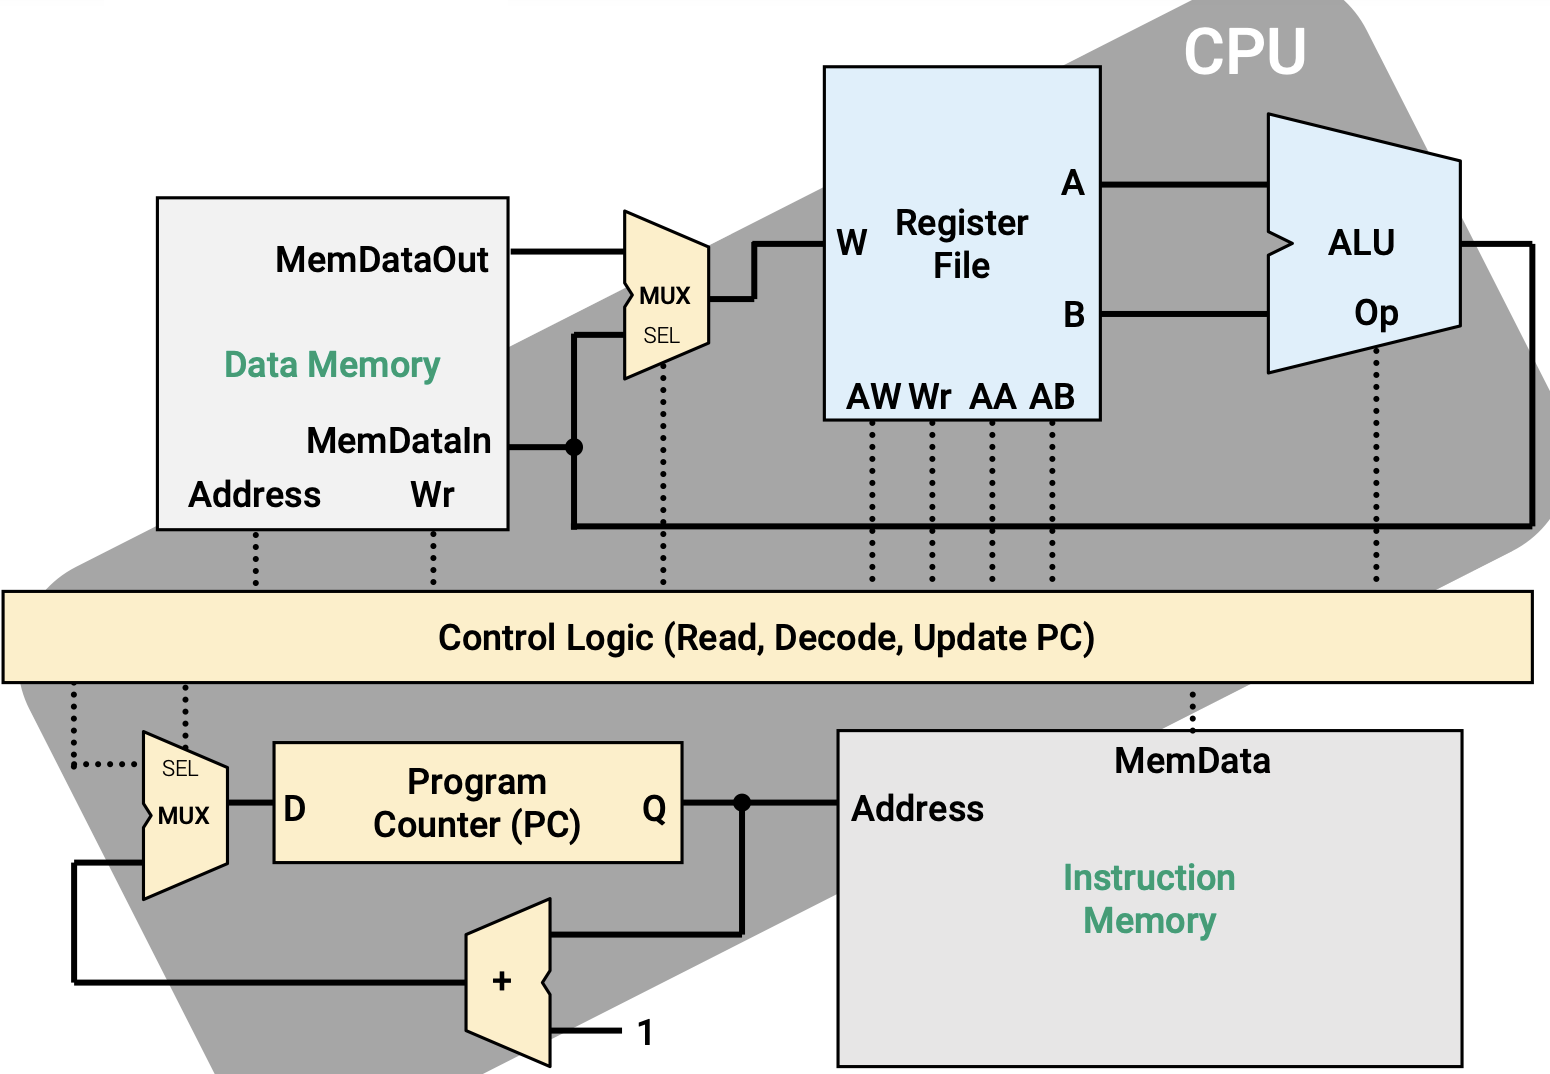 CPU
MemDataOut
Data Memory
MemDataIn
Address Wr
MUX
SEL
W
Register
File
A
B
AW Wr AA AB
ALU
Op
Control Logic (Read, Decode, Update PC)
SEL
MUX
D
Program
Counter (PC)
Q
MemData
Address
Instruction
Memory
+
1